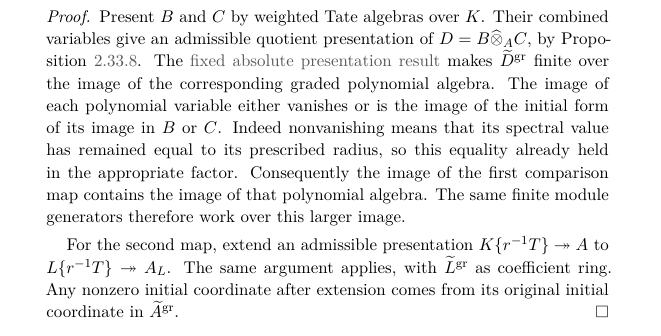 Proof. Present B and C by weighted Tate algebras over K. Their combined
variables give an admissible quotient presentation of D = B⊗̂_A C, by Propo-
sition 2.33.8. The fixed absolute presentation result makes D̃^gr finite over
the image of the corresponding graded polynomial algebra. The image of
each polynomial variable either vanishes or is the image of the initial form
of its image in B or C. Indeed nonvanishing means that its spectral value
has remained equal to its prescribed radius, so this equality already held
in the appropriate factor. Consequently the image of the first comparison
map contains the image of that polynomial algebra. The same finite module
generators therefore work over this larger image.
For the second map, extend an admissible presentation K{r⁻¹T} ↠ A to
L{r⁻¹T} ↠ A_L. The same argument applies, with L̃^gr as coefficient ring.
Any nonzero initial coordinate after extension comes from its original initial
coordinate in Ã^gr. □